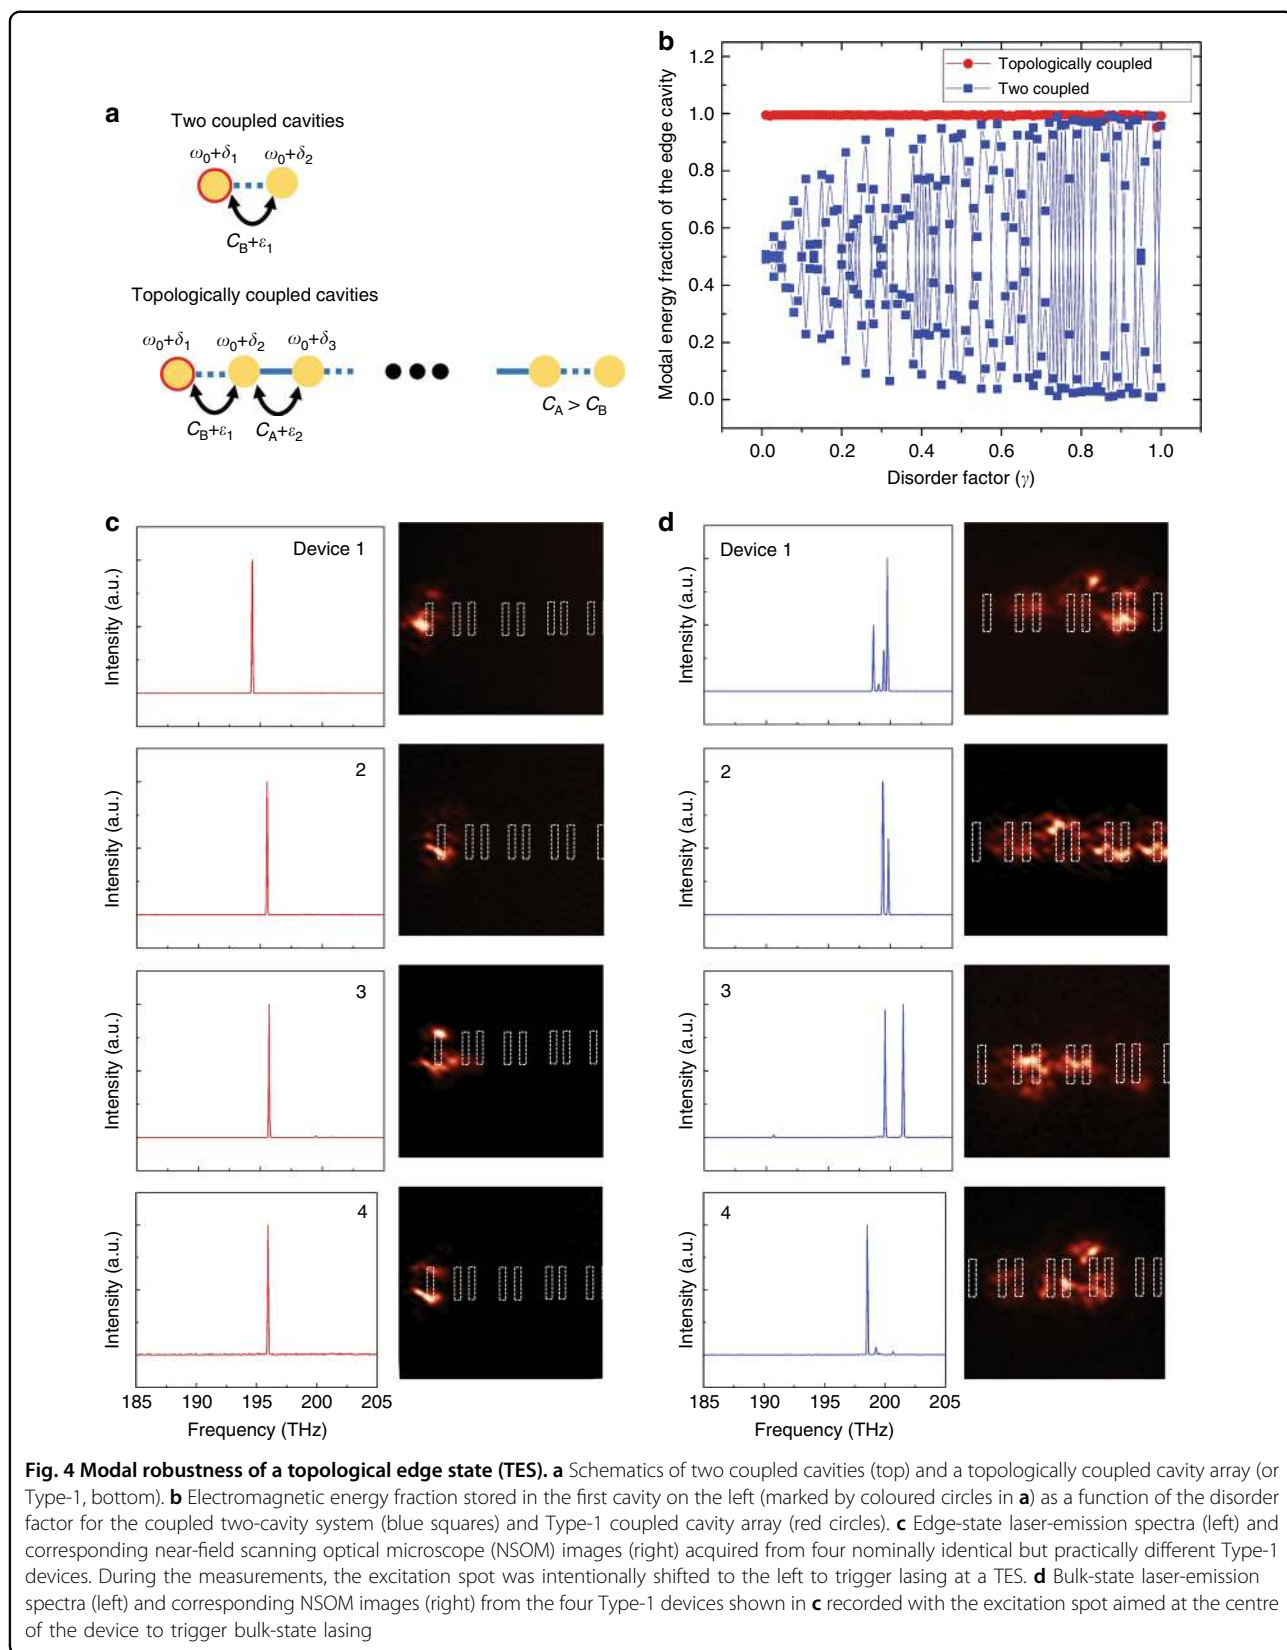 a
Two coupled cavities
ω₀+δ₁ ω₀+δ₂
C_B+ε₁
Topologically coupled cavities
ω₀+δ₁ ω₀+δ₂ ω₀+δ₃
C_B+ε₁ C_A+ε₂
C_A > C_B
b
Modal energy fraction of the edge cavity
1.2
1.0
0.8
0.6
0.4
0.2
0.0
Topologically coupled
Two coupled
0.0 0.2 0.4 0.6 0.8 1.0
Disorder factor (γ)
c
Device 1
Intensity (a.u.)
2
Intensity (a.u.)
3
Intensity (a.u.)
4
Intensity (a.u.)
185 190 195 200 205
Frequency (THz)
d
Device 1
Intensity (a.u.)
2
Intensity (a.u.)
3
Intensity (a.u.)
4
Intensity (a.u.)
185 190 195 200 205
Frequency (THz)
Fig. 4 Modal robustness of a topological edge state (TES). a Schematics of two coupled cavities (top) and a topologically coupled cavity array (or
Type-1, bottom). b Electromagnetic energy fraction stored in the first cavity on the left (marked by coloured circles in a) as a function of the disorder
factor for the coupled two-cavity system (blue squares) and Type-1 coupled cavity array (red circles). c Edge-state laser-emission spectra (left) and
corresponding near-field scanning optical microscope (NSOM) images (right) acquired from four nominally identical but practically different Type-1
devices. During the measurements, the excitation spot was intentionally shifted to the left to trigger lasing at a TES. d Bulk-state laser-emission
spectra (left) and corresponding NSOM images (right) from the four Type-1 devices shown in c recorded with the excitation spot aimed at the centre
of the device to trigger bulk-state lasing